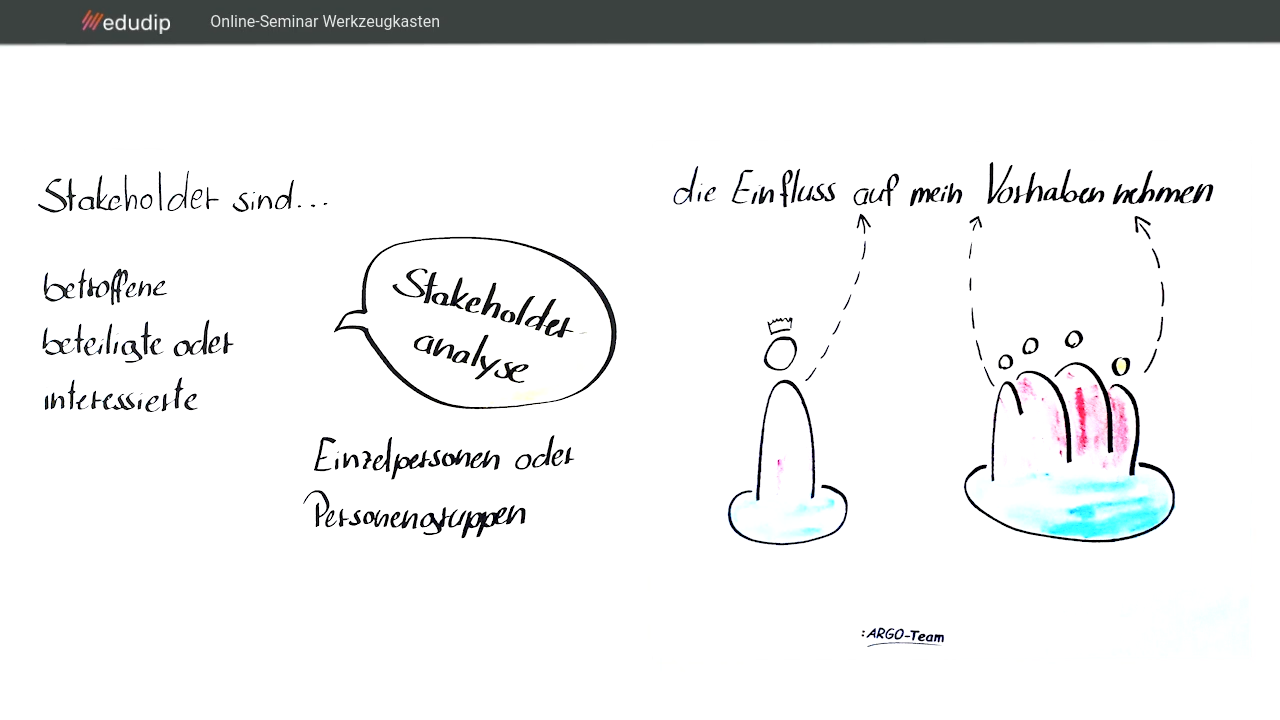 edudip Online-Seminar Werkzeugkasten
Stakeholder sind...
betroffene
beteiligte oder
interessierte
Stakeholder
analyse
Einzelpersonen oder
Personengruppen
die Einfluss auf mein Vorhaben nehmen
:ARGO-Team